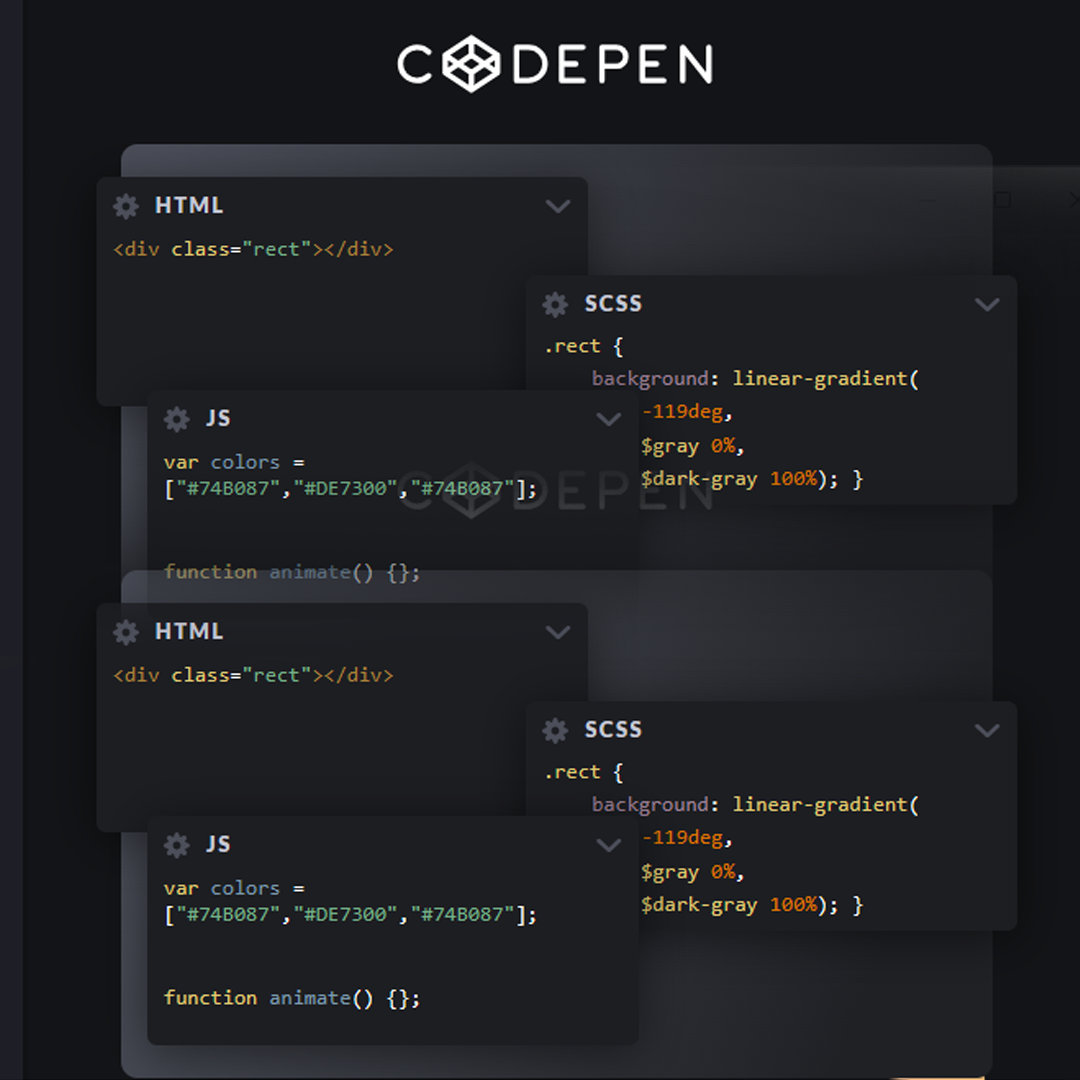 CODEPEN
HTML
<div class="rect"></div>
SCSS
.rect {
background: linear-gradient(
-119deg,
$gray 0%,
$dark-gray 100%); }
JS
var colors =
["#74B087","#DE7300","#74B087"];
CODEPEN
function animate() {};
HTML
<div class="rect"></div>
SCSS
.rect {
background: linear-gradient(
-119deg,
$gray 0%,
$dark-gray 100%); }
JS
var colors =
["#74B087","#DE7300","#74B087"];
function animate() {};